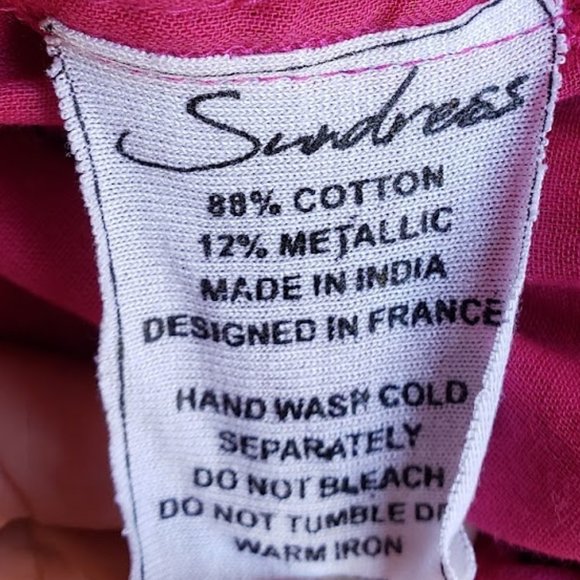 Sundress
88% COTTON
12% METALLIC
MADE IN INDIA
DESIGNED IN FRANCE
HAND WASH COLD
SEPARATELY
DO NOT BLEACH
DO NOT TUMBLE
WARM IRON